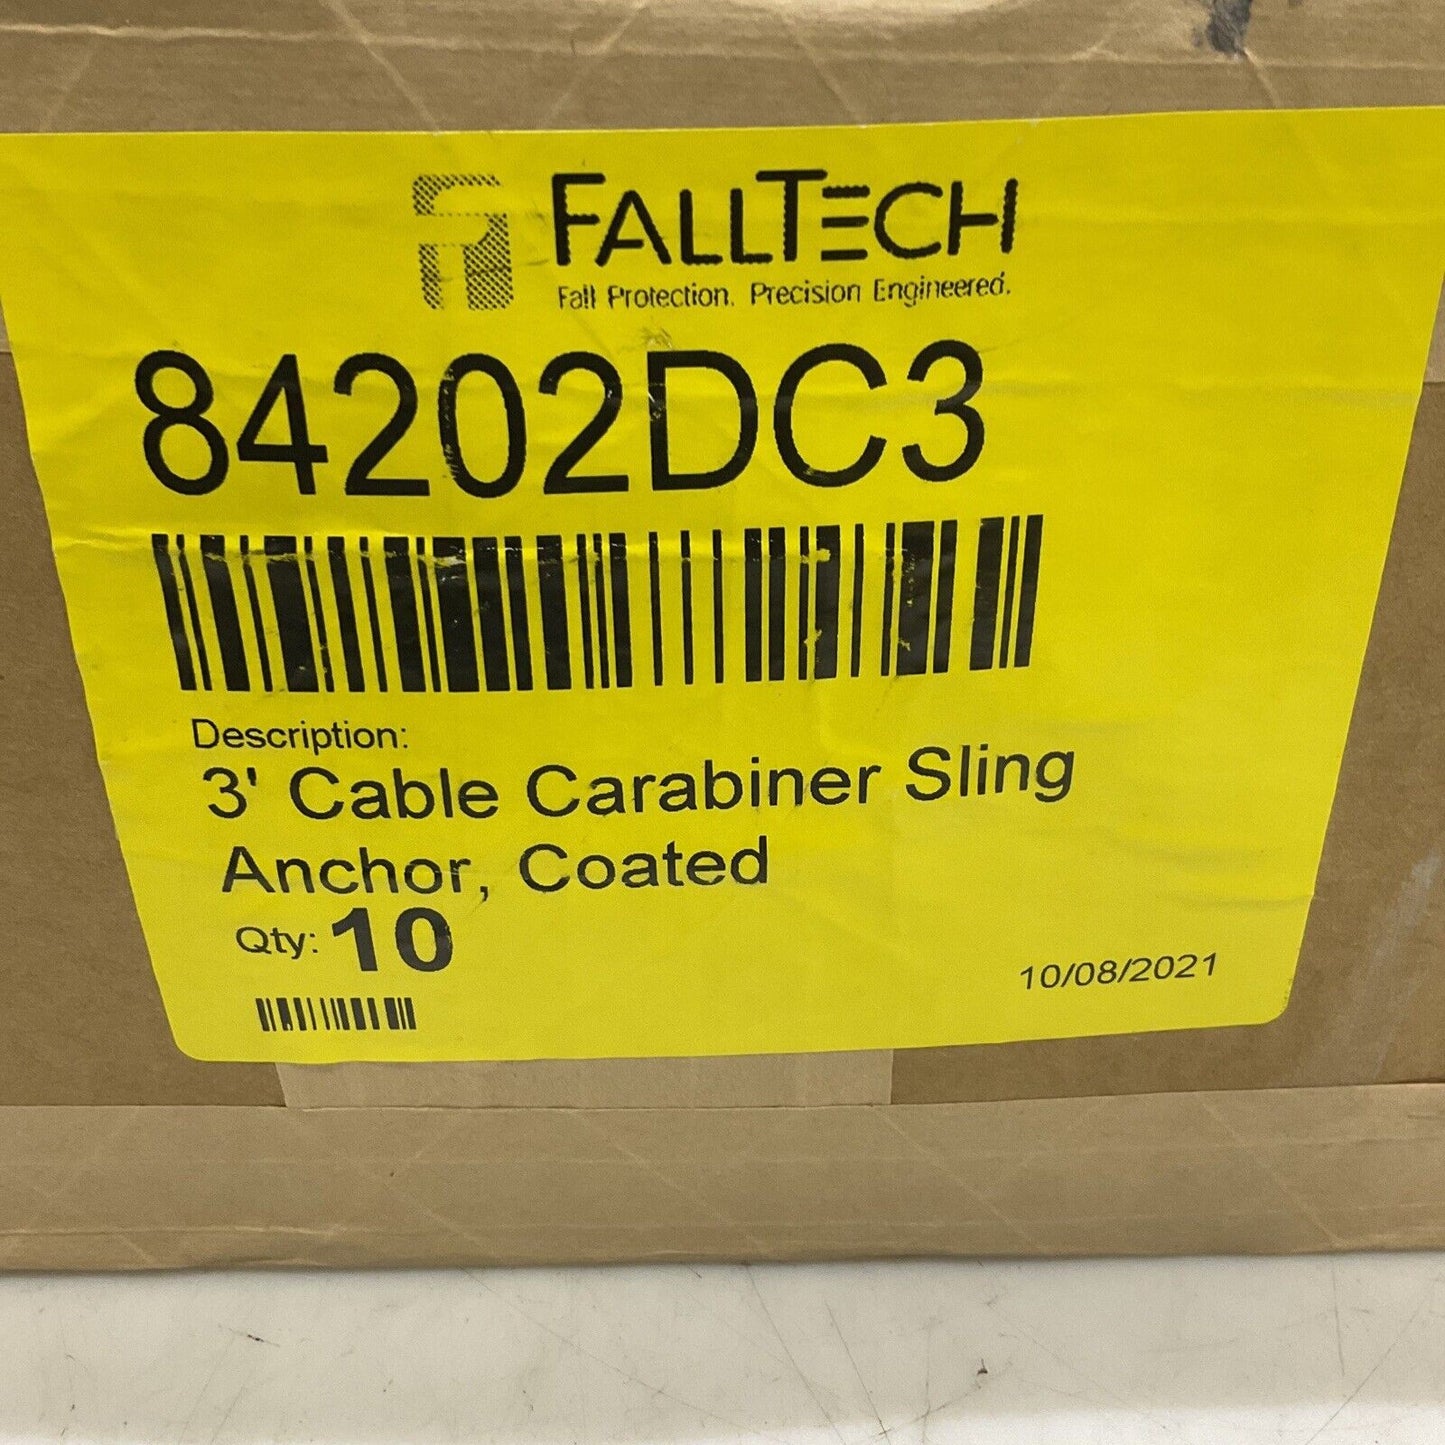 FALLTECH
Fall Protection. Precision Engineered.
84202DC3
Description:
3' Cable Carabiner Sling
Anchor, Coated
Qty: 10
10/08/2021